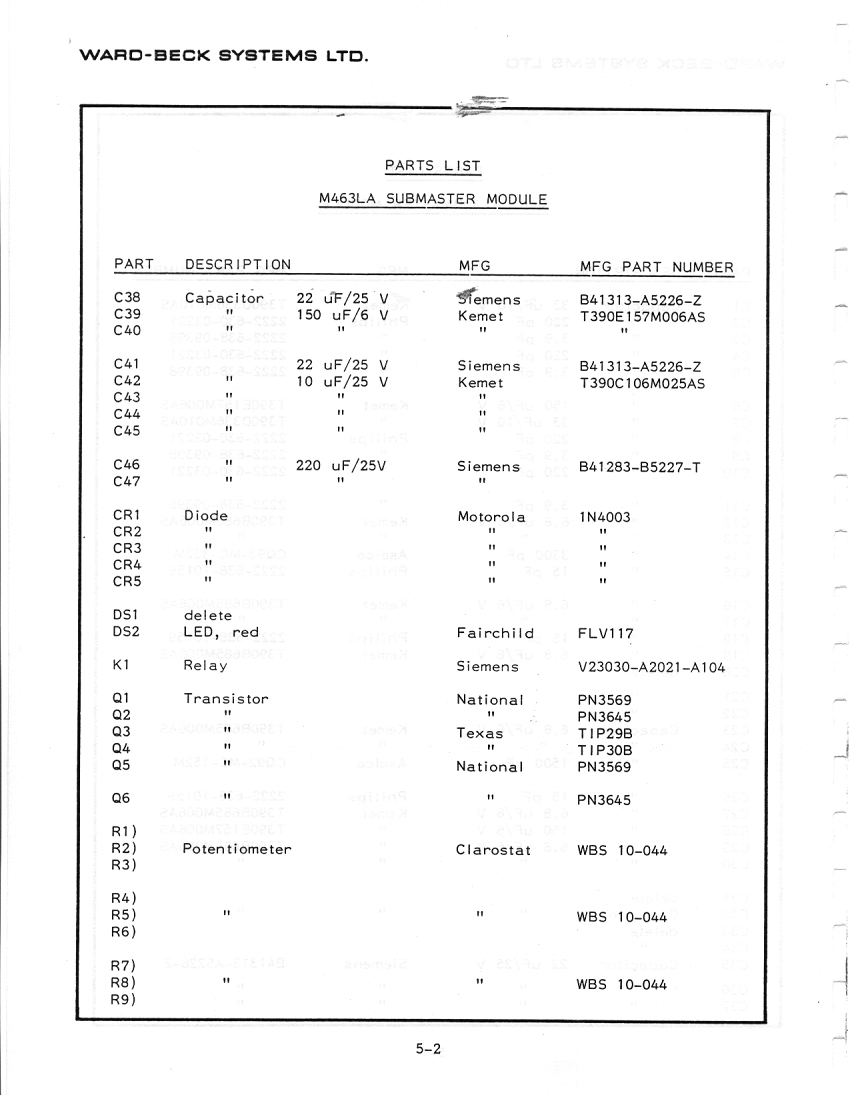 WARD-BECK SYSTEMS LTD.
PARTS LIST
M463LA SUBMASTER MODULE
PART DESCRIPTION MFG MFG PART NUMBER
C38 Capacitor 22 uF/25 V Siemens B41313-A5226-Z
C39 " 150 uF/6 V Kemet T390E157M006AS
C40 " " " "
C41 22 uF/25 V Siemens B41313-A5226-Z
C42 " 10 uF/25 V Kemet T390C106M025AS
C43 " " "
C44 " " "
C45 " " "
C46 " 220 uF/25V Siemens B41283-B5227-T
C47 " " "
CR1 Diode Motorola 1N4003
CR2 " " "
CR3 " " "
CR4 " " "
CR5 " " "
DS1 delete
DS2 LED, red Fairchild FLV117
K1 Relay Siemens V23030-A2021-A104
Q1 Transistor National PN3569
Q2 " " PN3645
Q3 " Texas TIP29B
Q4 " " TIP30B
Q5 " National PN3569
Q6 " " PN3645
R1)
R2) Potentiometer Clarostat WBS 10-044
R3)
R4)
R5) " " WBS 10-044
R6)
R7)
R8) " " WBS 10-044
R9)
5-2